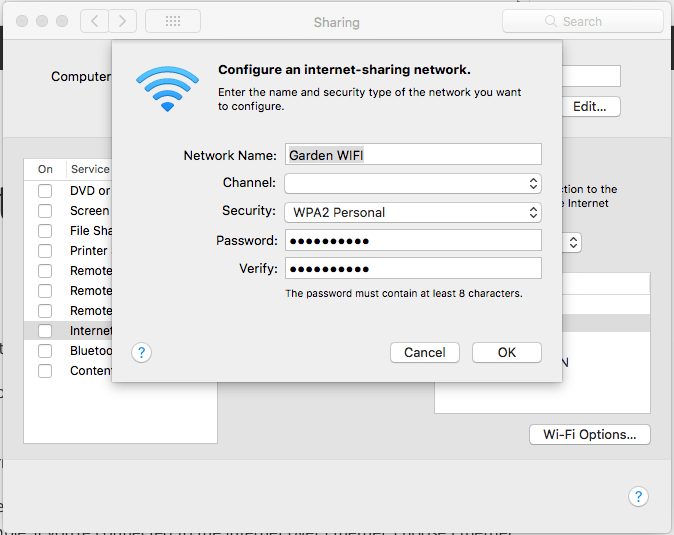 Sharing
Search
Computer
Edit...
Configure an internet-sharing network.
Enter the name and security type of the network you want
to configure.
Network Name: Garden WIFI
Channel:
Security: WPA2 Personal
Password: ••••••••••
Verify: ••••••••••
The password must contain at least 8 characters.
? Cancel OK
On Service
DVD or
Screen
File Sha
Printer
Remote
Remote
Remote
Internet
Bluetoo
Conten
ction to the
e Internet
N
Wi-Fi Options...
?